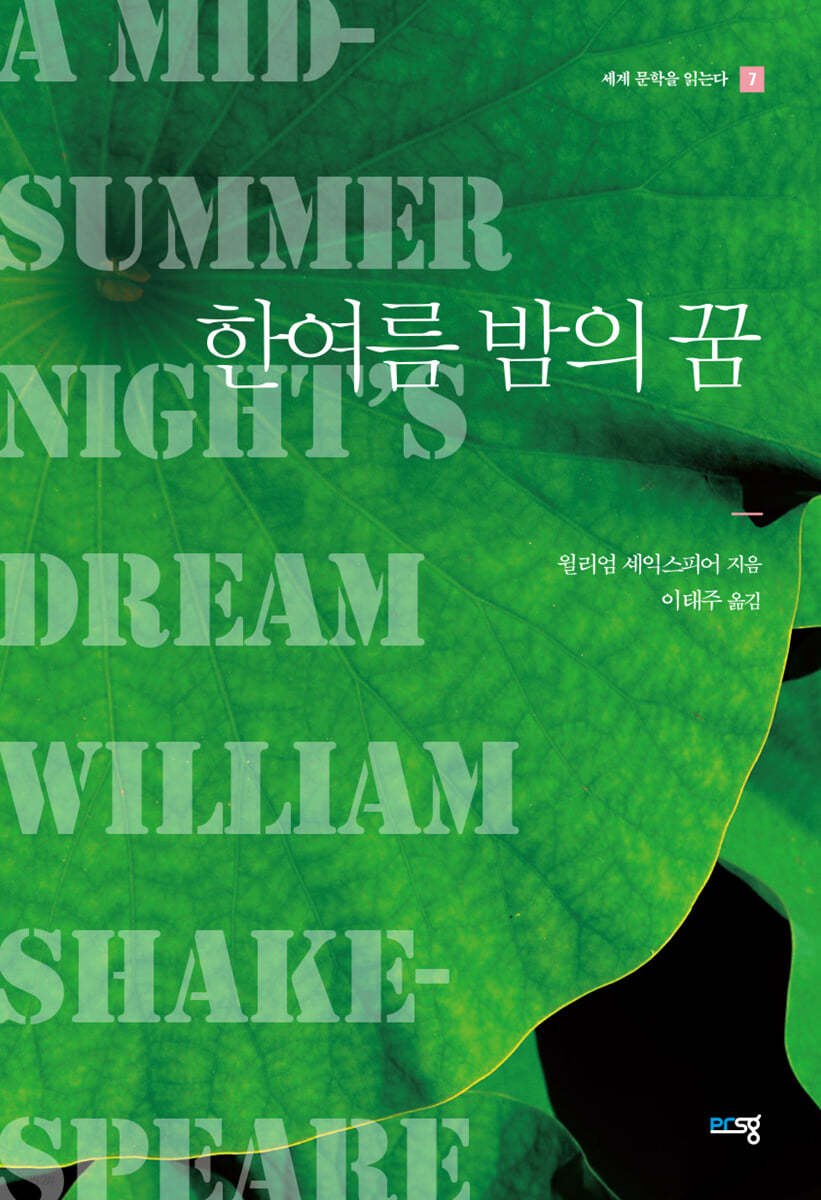 A MID-
세계 문학을 읽는다 7
SUMMER
한여름 밤의 꿈
NIGHT'S
윌리엄 셰익스피어 지음
DREAM
이태주 옮김
WILLIAM
SHAKE-
SPEARE
prsg